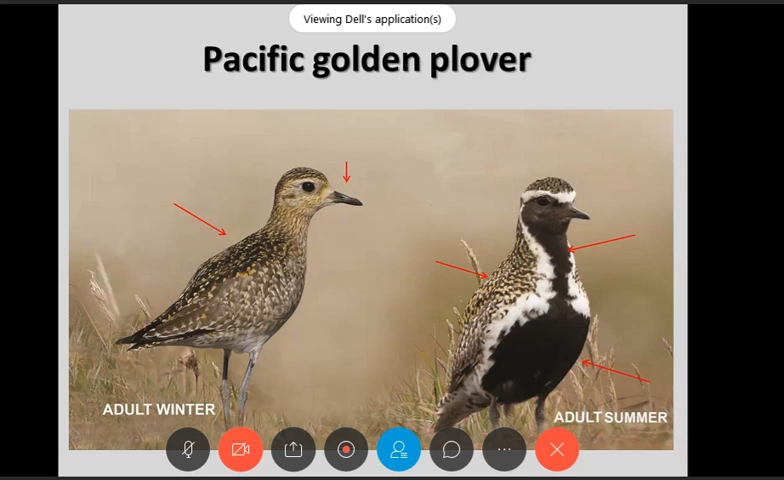 Viewing Dell's application(s)
Pacific golden plover
ADULT WINTER
ADULT SUMMER